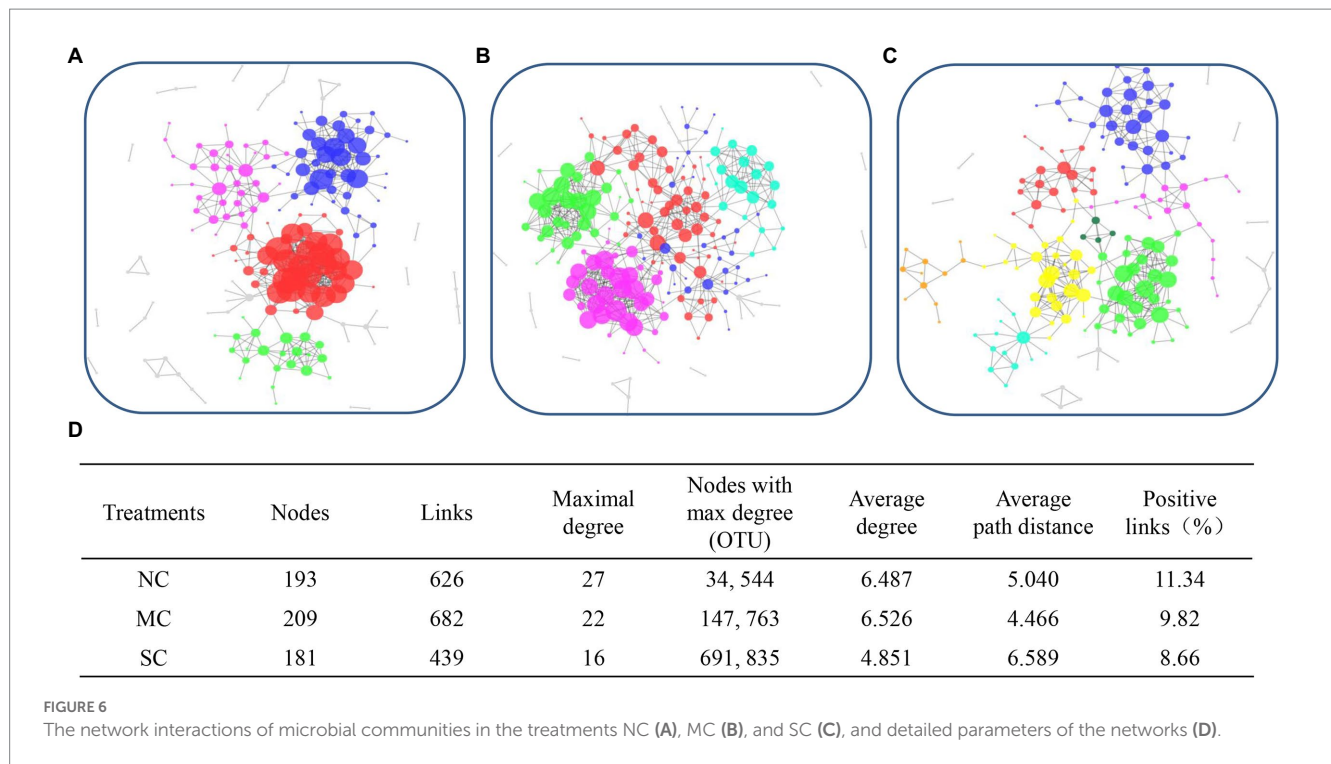 A
B
C
D
Treatments Nodes Links Maximal degree Nodes with max degree (OTU) Average degree Average path distance Positive links（%）
NC 193 626 27 34, 544 6.487 5.040 11.34
MC 209 682 22 147, 763 6.526 4.466 9.82
SC 181 439 16 691, 835 4.851 6.589 8.66
FIGURE 6
The network interactions of microbial communities in the treatments NC (A), MC (B), and SC (C), and detailed parameters of the networks (D).